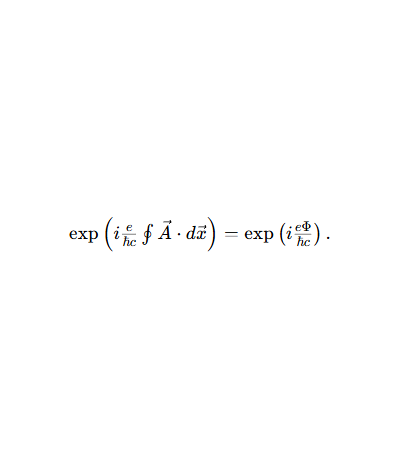 exp(i e/ħc ∮ A⃗ · dx⃗) = exp(i eΦ/ħc).